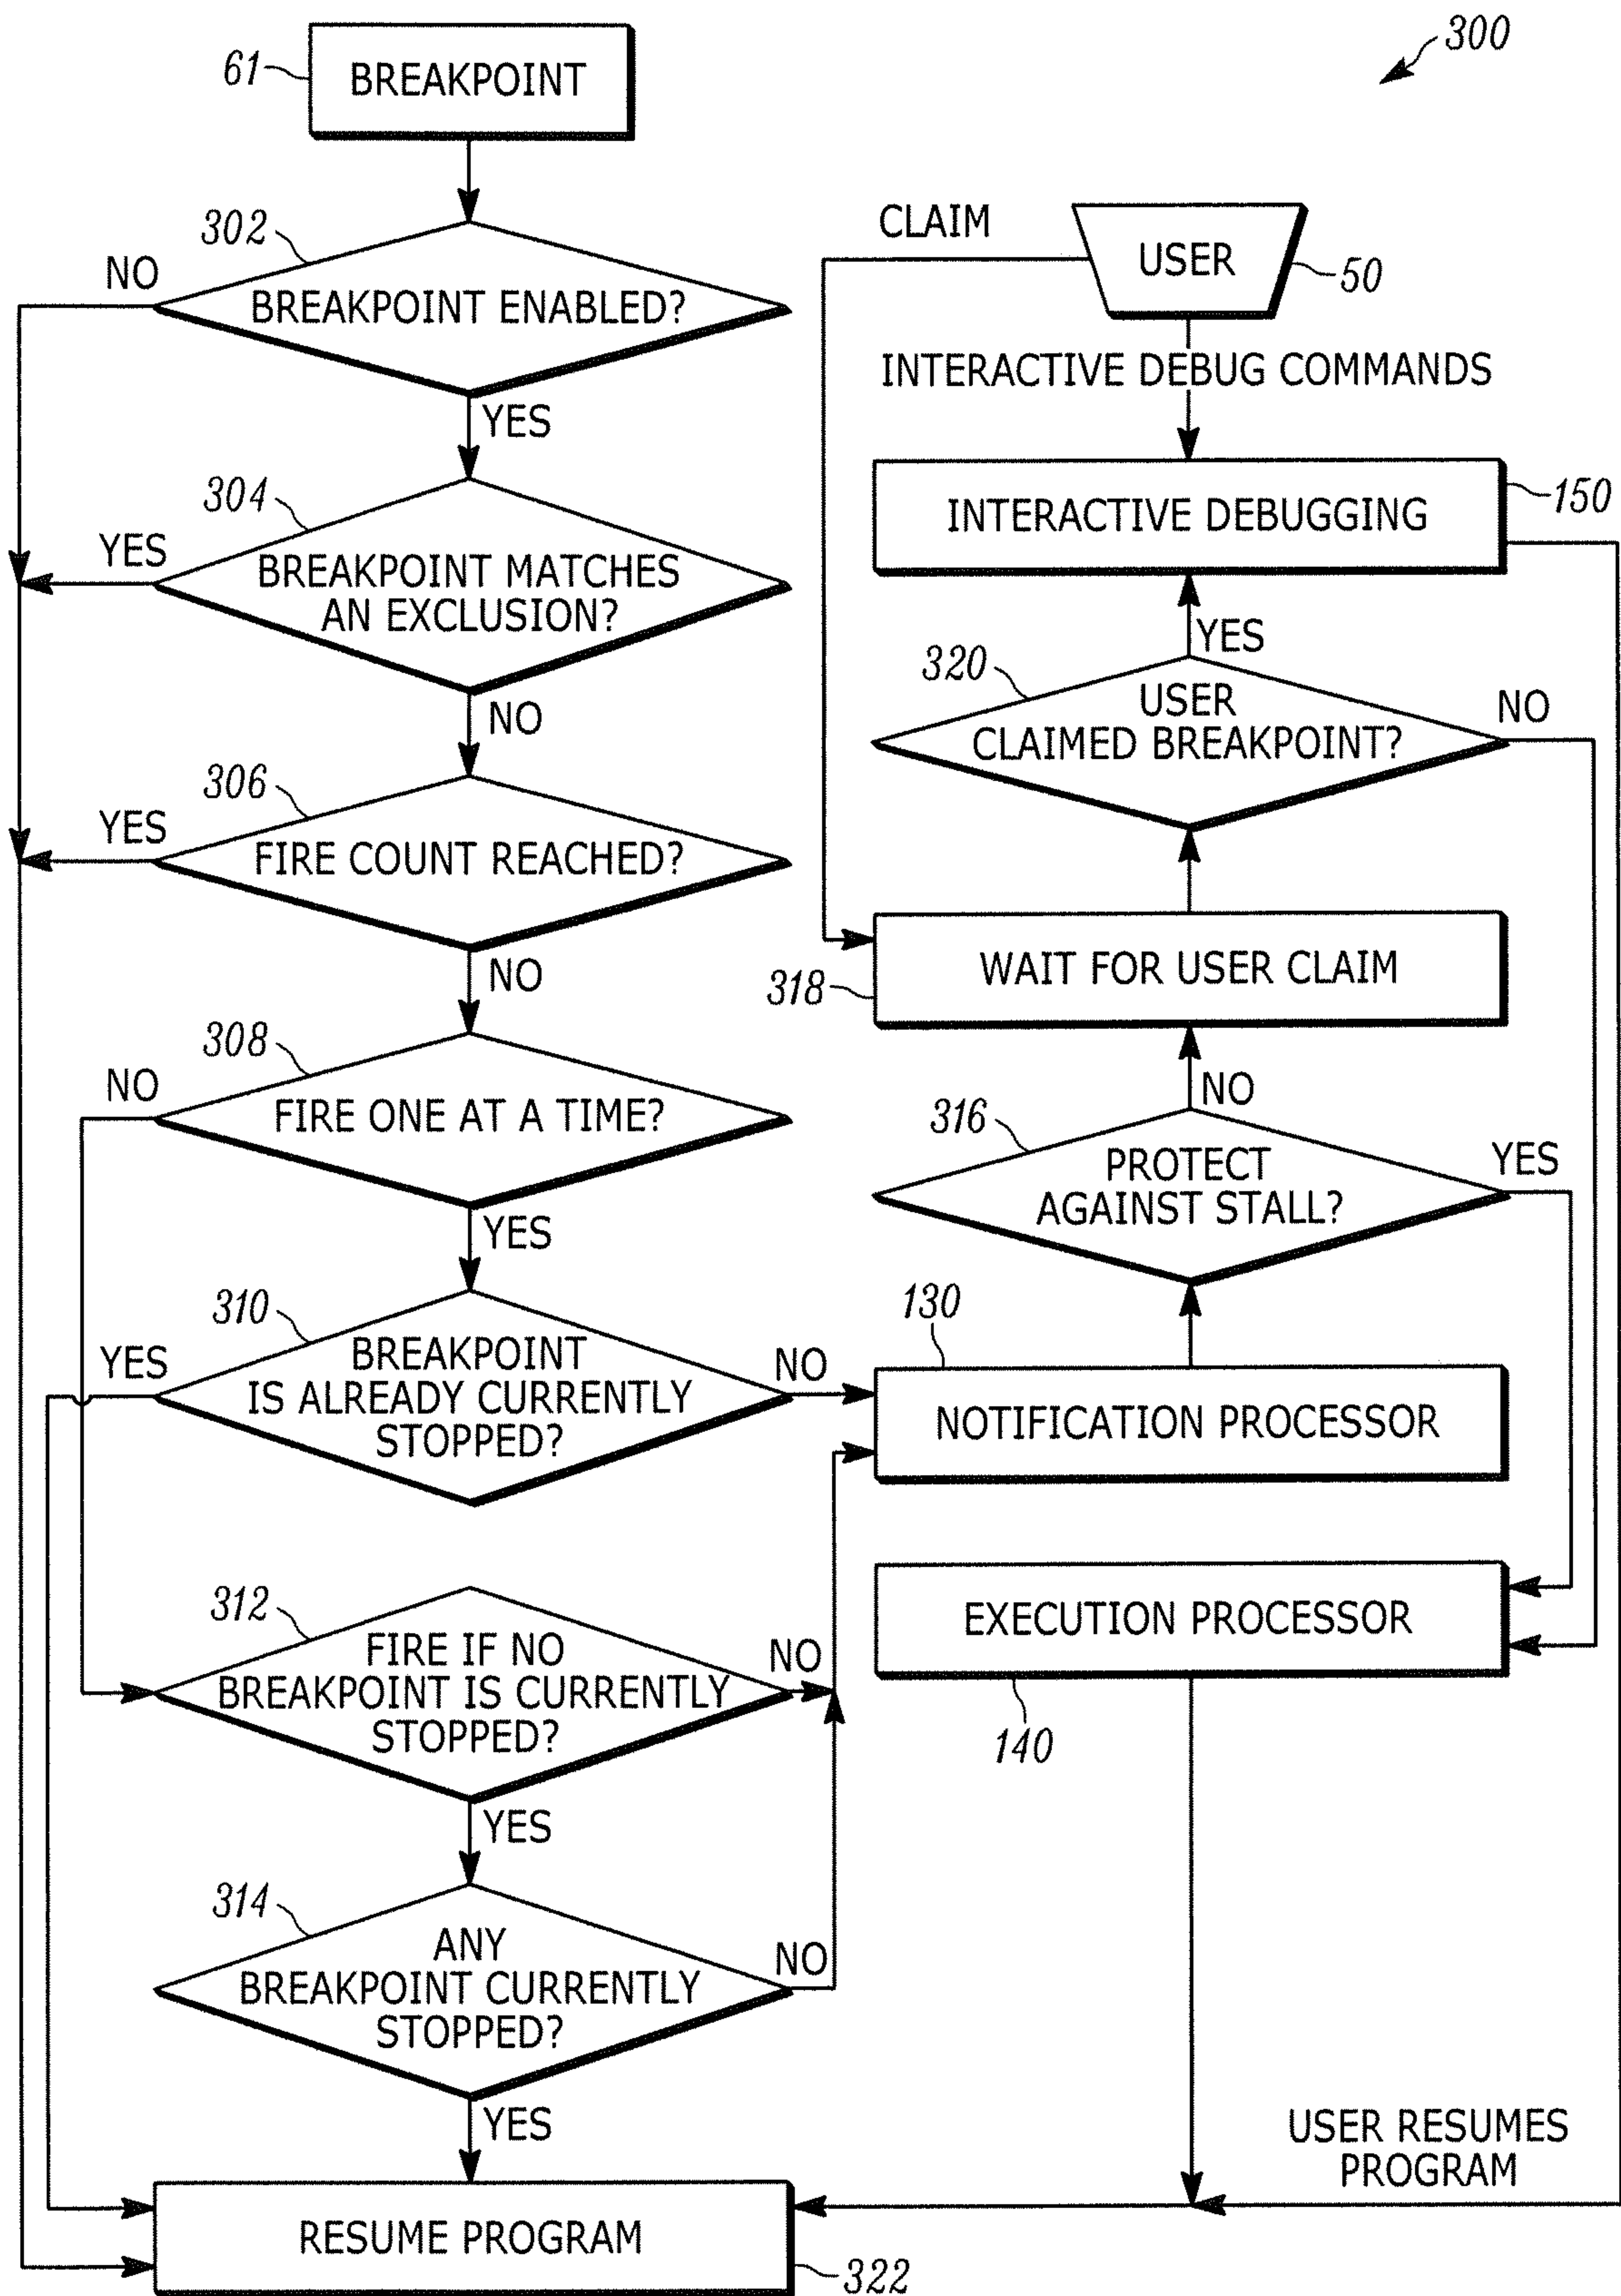 300
61
BREAKPOINT
302
NO
BREAKPOINT ENABLED?
YES
304
YES
BREAKPOINT MATCHES
AN EXCLUSION?
NO
306
YES
FIRE COUNT REACHED?
NO
308
NO
FIRE ONE AT A TIME?
YES
310
YES
BREAKPOINT
IS ALREADY CURRENTLY
STOPPED?
NO
312
FIRE IF NO
BREAKPOINT IS CURRENTLY
STOPPED?
NO
YES
314
ANY
BREAKPOINT CURRENTLY
STOPPED?
NO
YES
RESUME PROGRAM
322
CLAIM
USER
50
INTERACTIVE DEBUG COMMANDS
INTERACTIVE DEBUGGING
150
YES
320
USER
CLAIMED BREAKPOINT?
NO
WAIT FOR USER CLAIM
318
NO
316
PROTECT
AGAINST STALL?
YES
130
NOTIFICATION PROCESSOR
EXECUTION PROCESSOR
140
USER RESUMES
PROGRAM